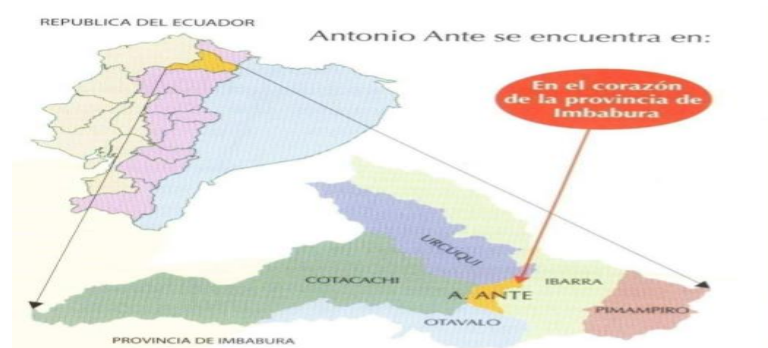 REPUBLICA DEL ECUADOR
Antonio Ante se encuentra en:
En el corazón
de la provincia de
Imbabura
URCUQUI
COTACACHI
IBARRA
A. ANTE
PIMAMPIRO
OTAVALO
PROVINCIA DE IMBABURA